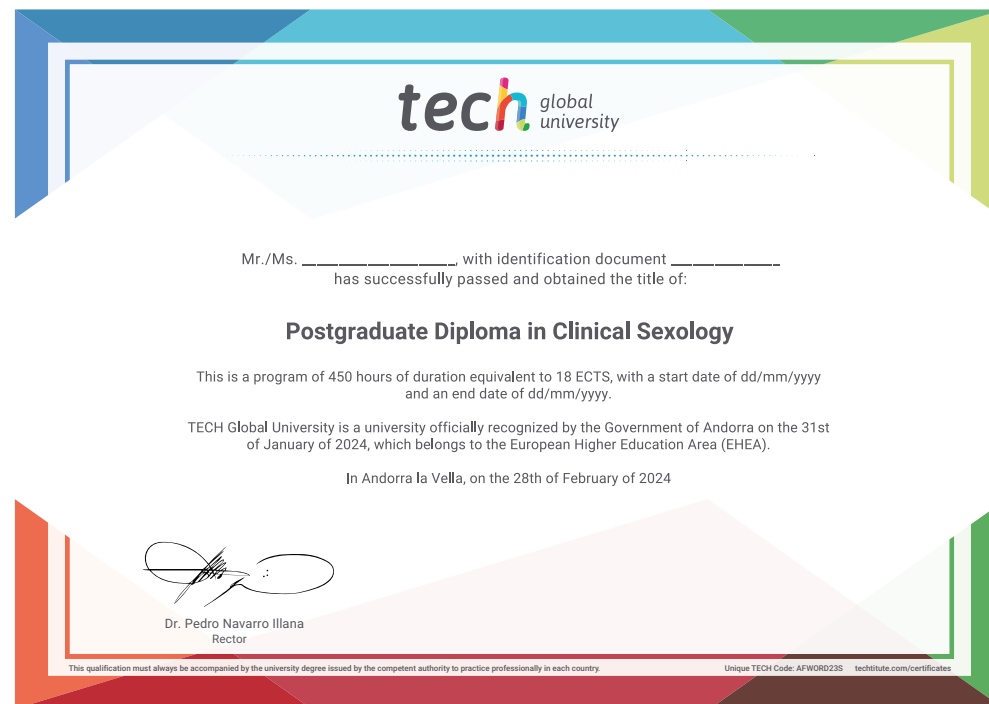 tech global
university
Mr./Ms. ____________________, with identification document ______________
has successfully passed and obtained the title of:
Postgraduate Diploma in Clinical Sexology
This is a program of 450 hours of duration equivalent to 18 ECTS, with a start date of dd/mm/yyyy
and an end date of dd/mm/yyyy.
TECH Global University is a university officially recognized by the Government of Andorra on the 31st
of January of 2024, which belongs to the European Higher Education Area (EHEA).
In Andorra la Vella, on the 28th of February of 2024
Dr. Pedro Navarro Illana
Rector
This qualification must always be accompanied by the university degree issued by the competent authority to practice professionally in each country. Unique TECH Code: AFWORD23S techtitute.com/certificates